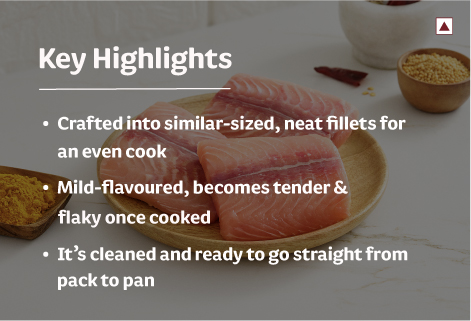 Key Highlights
• Crafted into similar-sized, neat fillets for
an even cook
• Mild-flavoured, becomes tender &
flaky once cooked
• It's cleaned and ready to go straight from
pack to pan